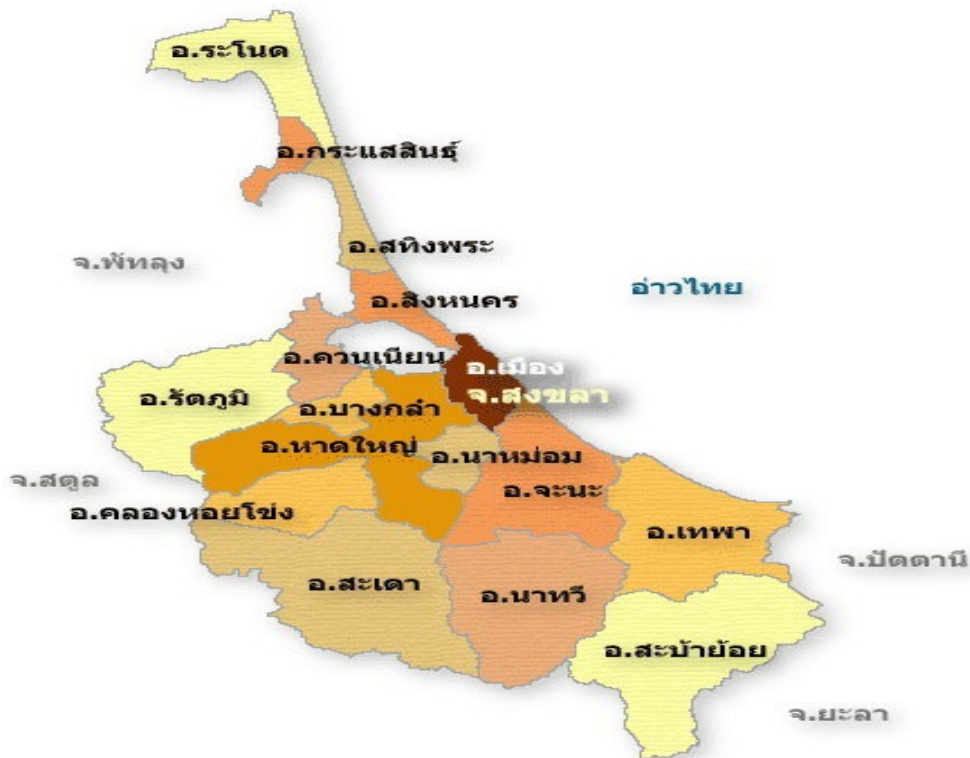 อ.ระโนด
อ.กระแสสินธุ์
อ.สทิงพระ
จ.พัทลุง
อ.สิงหนคร
อ่าวไทย
อ.ควนเนียน
อ.เมือง
จ.สงขลา
อ.รัตภูมิ
อ.บางกล่ำ
อ.หาดใหญ่
อ.นาหม่อม
จ.สตูล
อ.จะนะ
อ.คลองหอยโข่ง
อ.เทพา
จ.ปัตตานี
อ.สะเดา
อ.นาทวี
อ.สะบ้าย้อย
จ.ยะลา